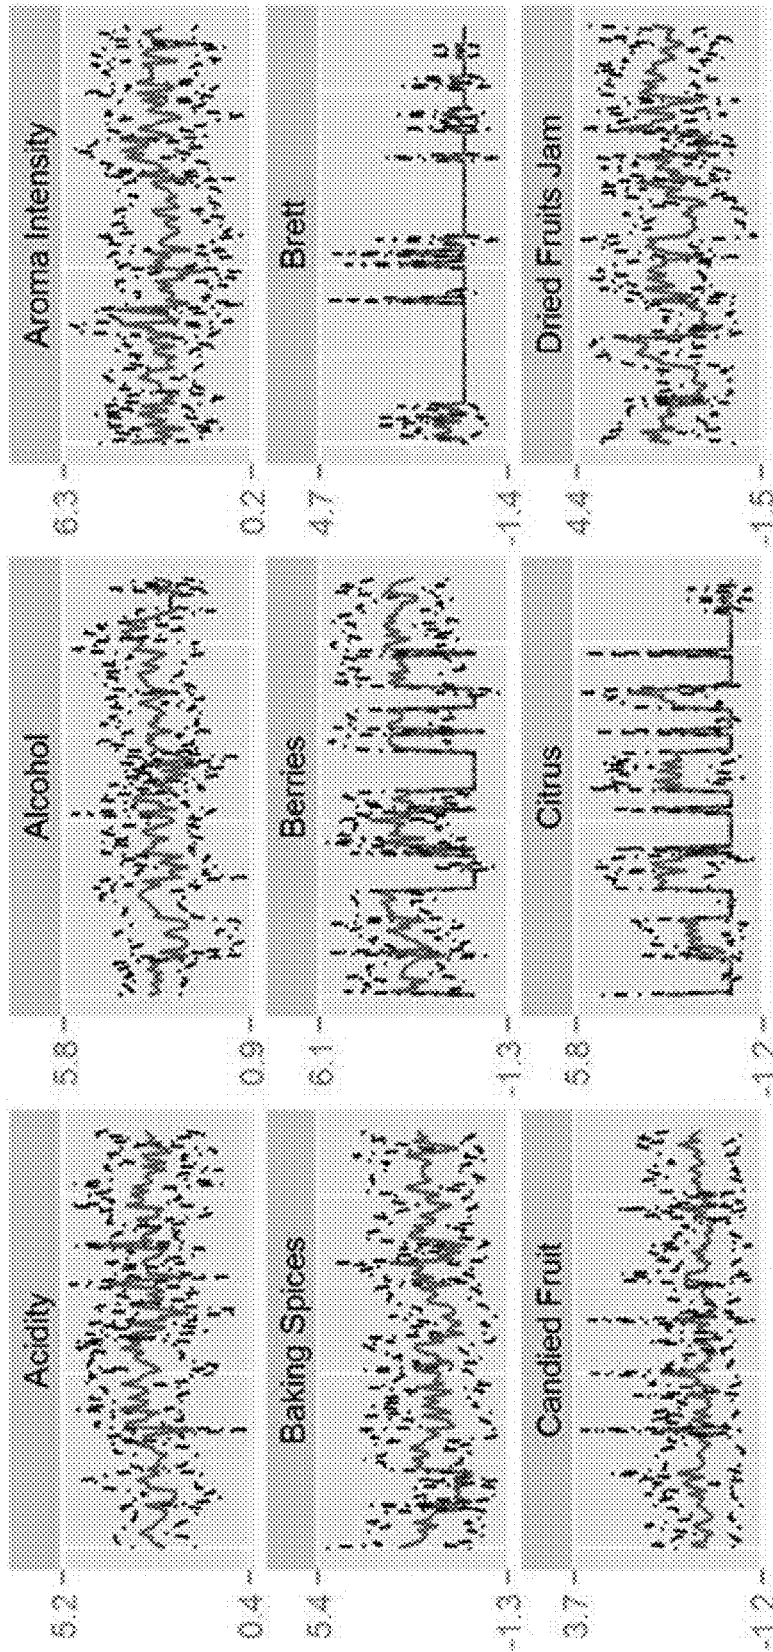 Acidity
Alcohol
Aroma Intensity
5.2
0.4
5.8
0.9
6.3
0.2
Baking Spices
Berries
Brett
5.4
-1.3
6.1
-1.3
4.7
-1.4
Candied Fruit
Citrus
Dried Fruits Jam
3.7
-1.2
5.8
-1.2
4.4
-1.5